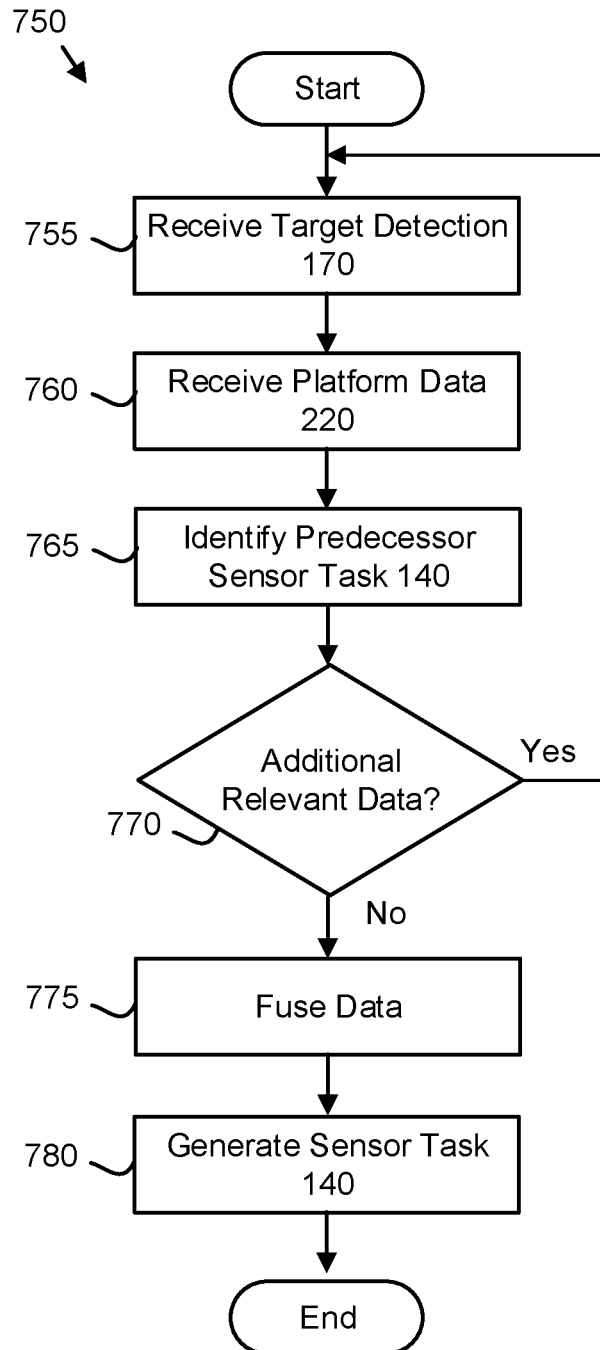 750
Start
755
Receive Target Detection
170
760
Receive Platform Data
220
765
Identify Predecessor
Sensor Task 140
Additional
Relevant Data?
Yes
770
No
775
Fuse Data
780
Generate Sensor Task
140
End